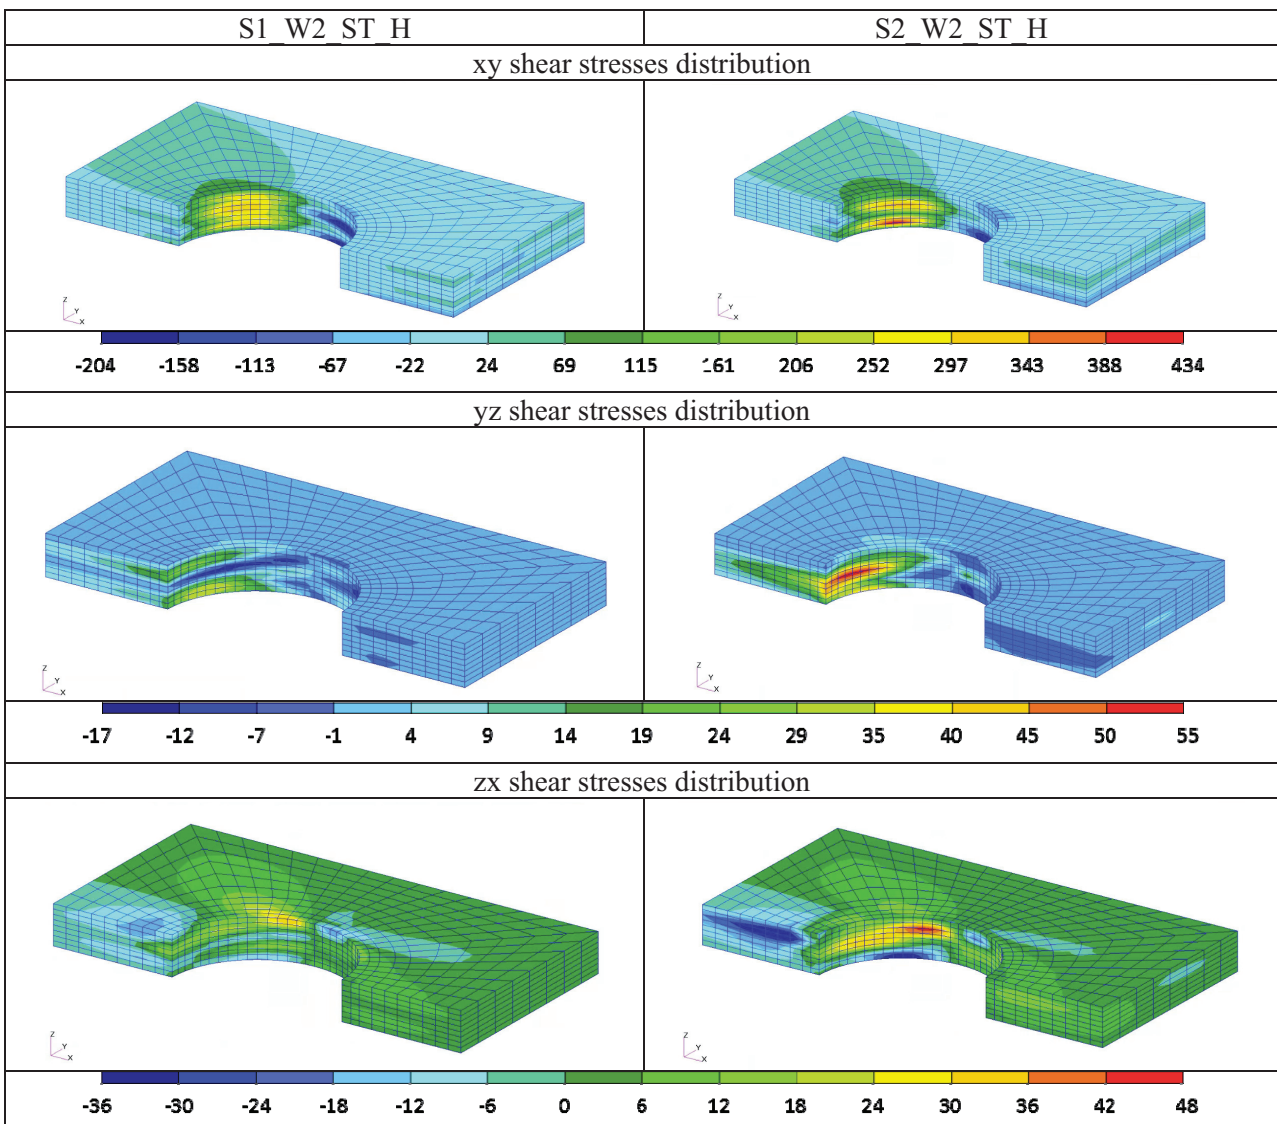 S1_W2_ST_H S2_W2_ST_H
xy shear stresses distribution
Z Y X Z Y X
-204 -158 -113 -67 -22 24 69 115 161 206 252 297 343 388 434
yz shear stresses distribution
Z Y X Z Y X
-17 -12 -7 -1 4 9 14 19 24 29 35 40 45 50 55
zx shear stresses distribution
Z Y X Z Y X
-36 -30 -24 -18 -12 -6 0 6 12 18 24 30 36 42 48